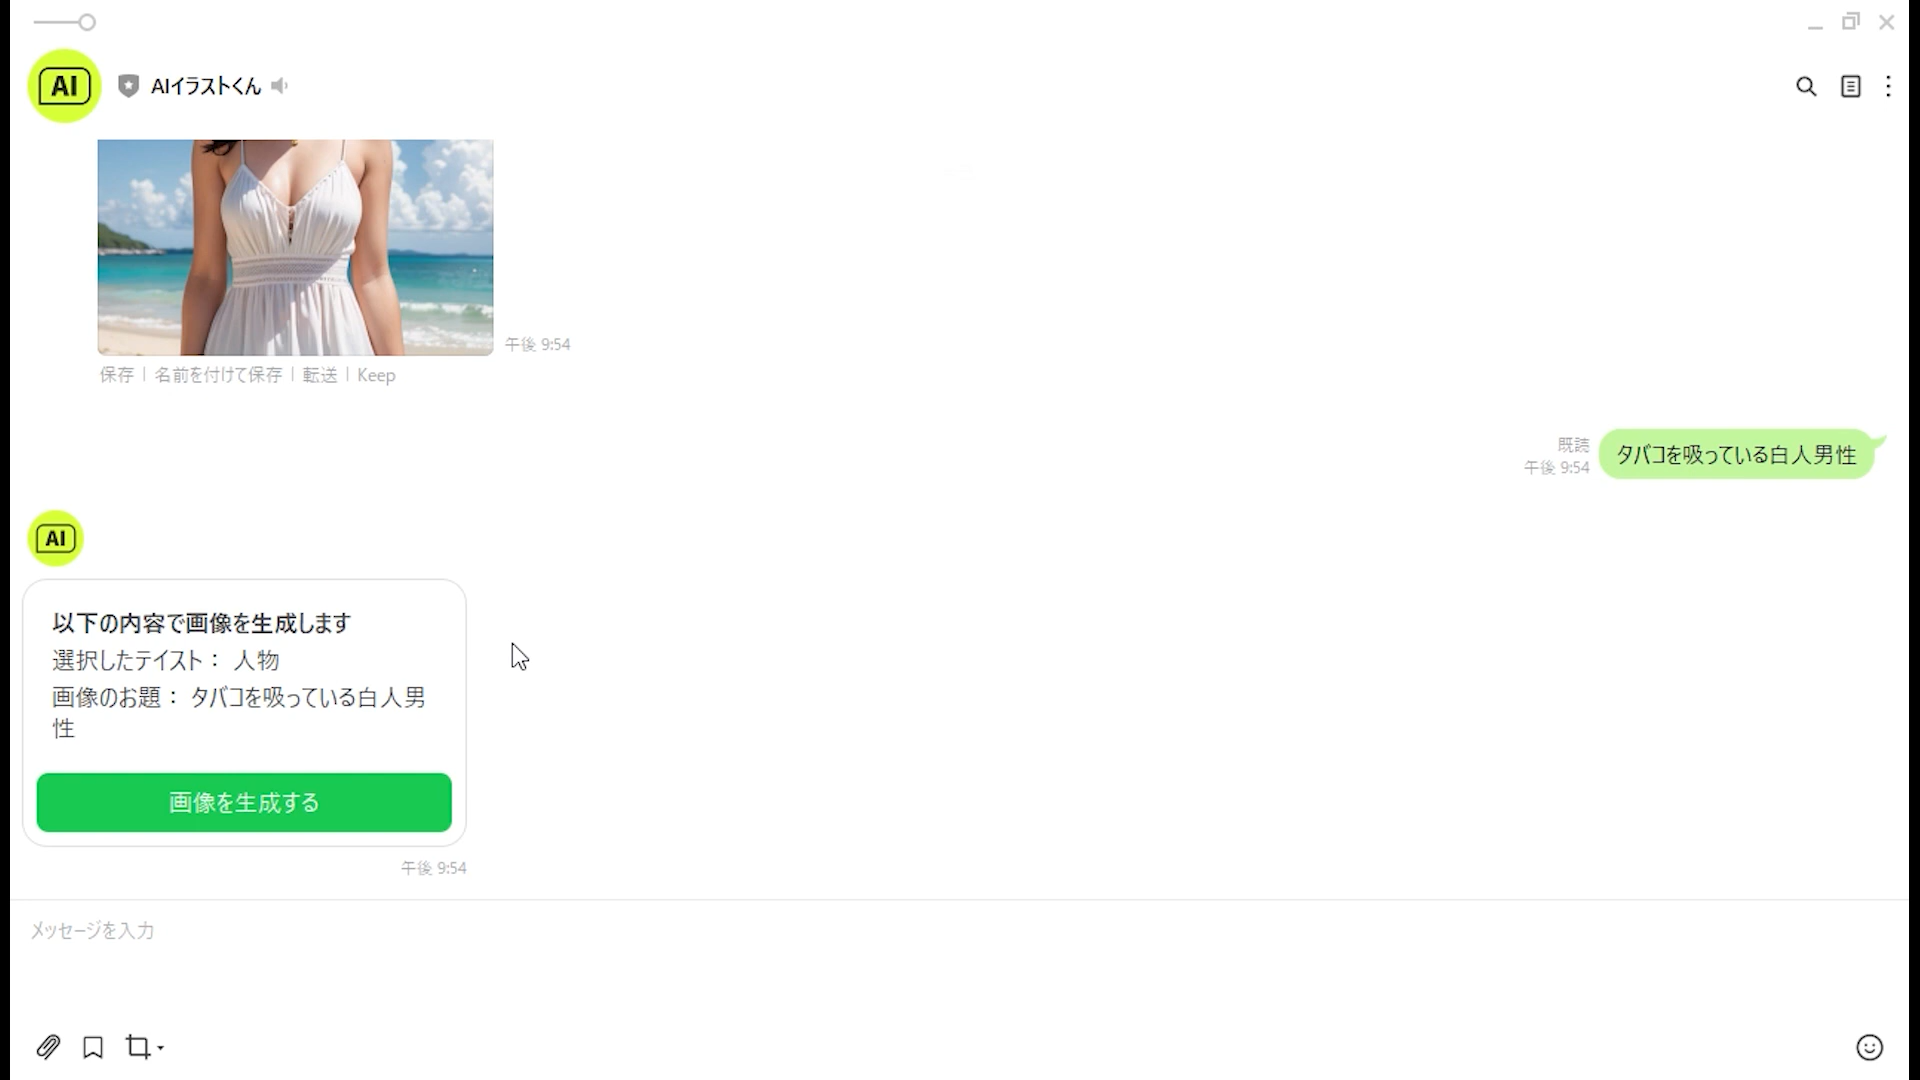 AI
AIイラストくん
午後 9:54
保存 | 名前を付けて保存 | 転送 | Keep
既読
午後 9:54
タバコを吸っている白人男性
AI
以下の内容で画像を生成します
選択したテイスト： 人物
画像のお題： タバコを吸っている白人男
性
画像を生成する
午後 9:54
メッセージを入力